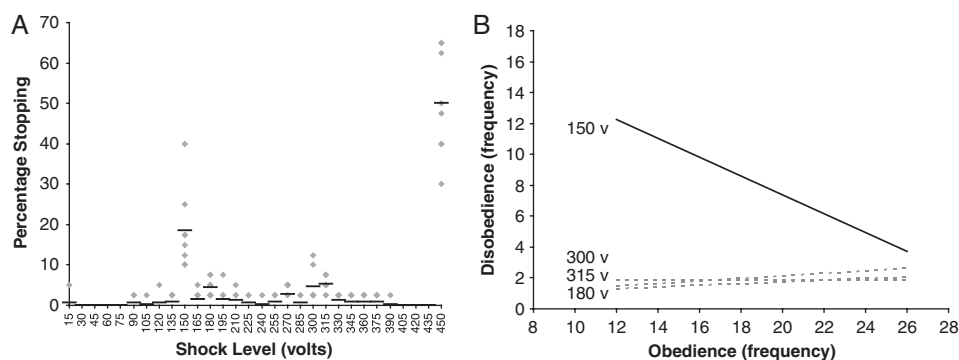 A
Percentage Stopping
70
60
50
40
30
20
10
0
15 30 45 60 75 90 105 120 135 150 165 180 195 210 225 240 255 270 285 300 315 330 345 360 375 390 405 420 435 450
Shock Level (volts)
B
Disobedience (frequency)
18
16
14
12
10
8
6
4
2
0
150 v
300 v
315 v
180 v
8 10 12 14 16 18 20 22 24 26 28
Obedience (frequency)